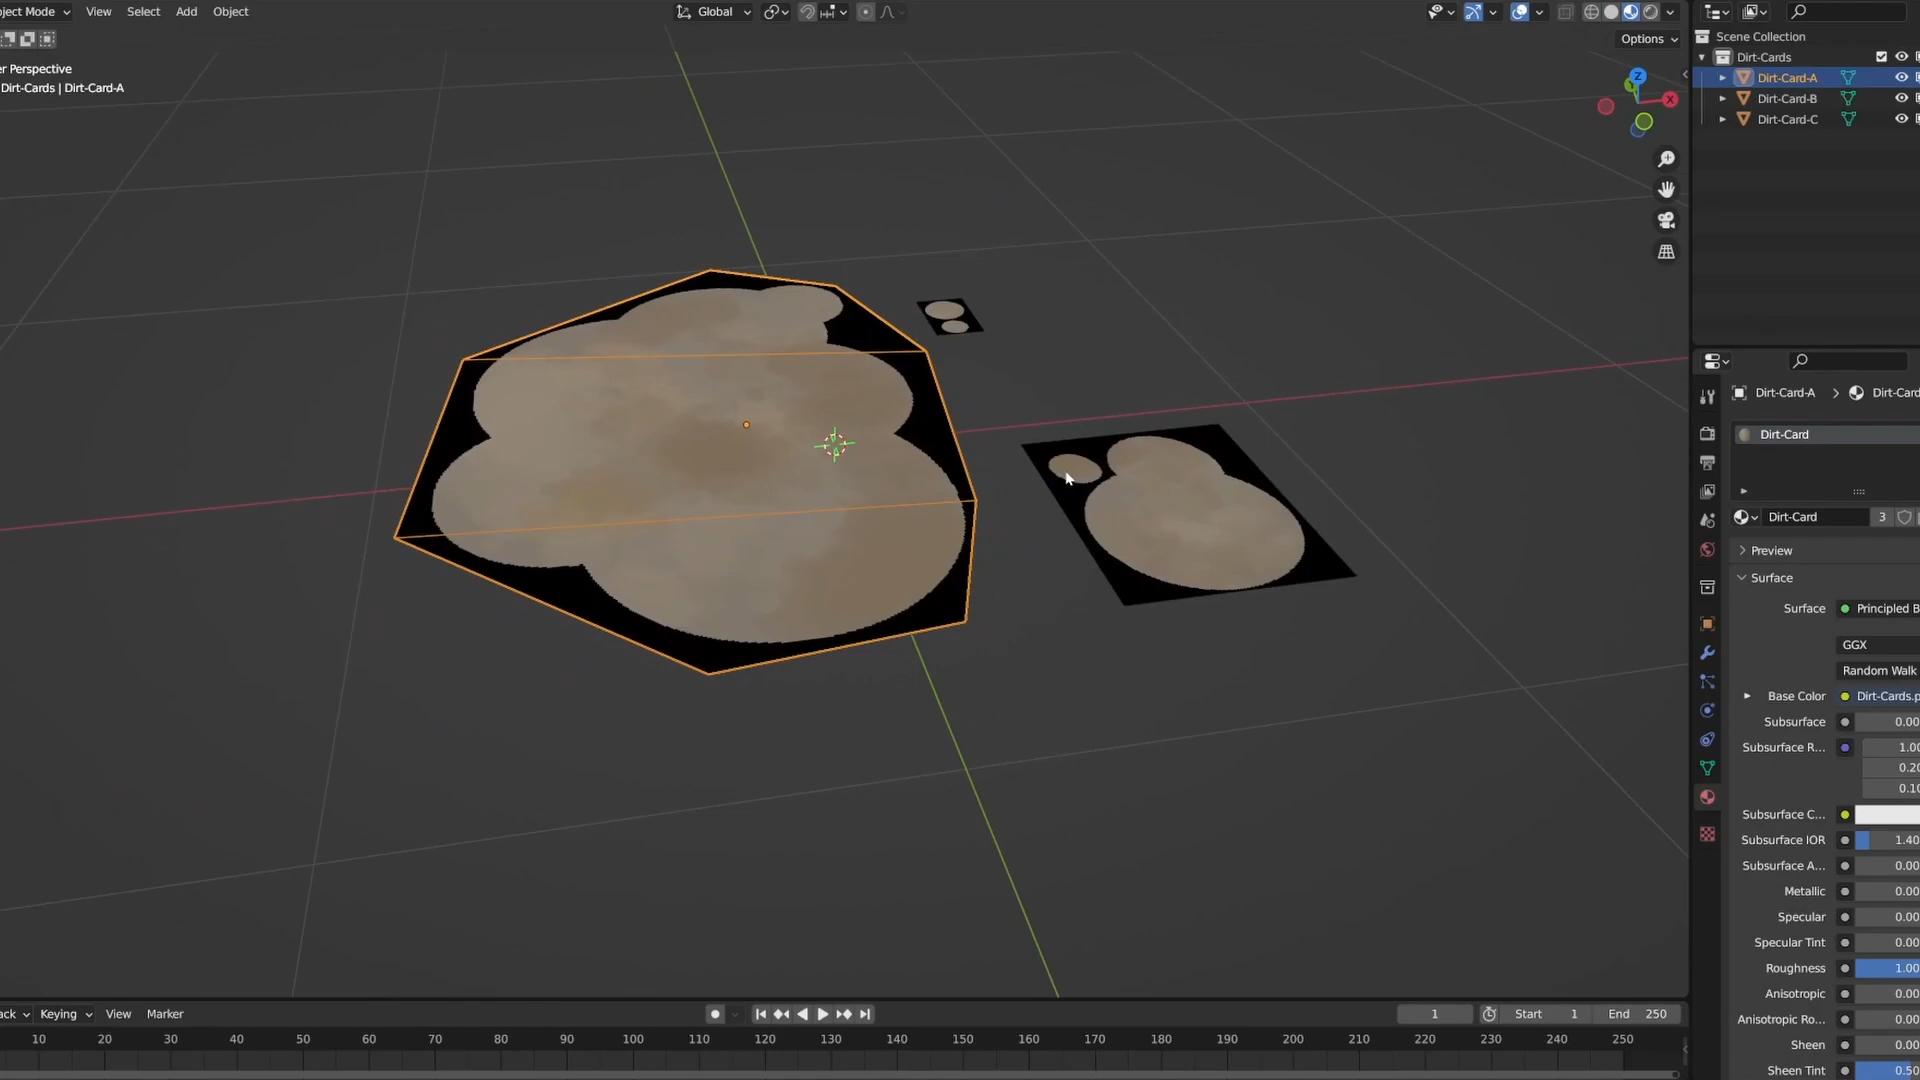 oject Mode View Select Add Object Global
Options
er Perspective
Dirt-Cards | Dirt-Card-A
Z
Y
X
Scene Collection
Dirt-Cards
Dirt-Card-A
Dirt-Card-B
Dirt-Card-C
Dirt-Card-A Dirt-Card
Dirt-Card
Dirt-Card 3
Preview
Surface
Surface Principled B
GGX
Random Walk
Base Color Dirt-Cards.p
Subsurface 0.00
Subsurface R... 1.00
0.20
0.10
Subsurface C...
Subsurface IOR 1.40
Subsurface A... 0.00
Metallic 0.00
Specular 0.00
Specular Tint 0.00
Roughness 1.00
Anisotropic 0.00
Anisotropic Ro... 0.00
Sheen 0.00
Sheen Tint 0.50
ack Keying View Marker 1 Start 1 End 250
10 20 30 40 50 60 70 80 90 100 110 120 130 140 150 160 170 180 190 200 210 220 230 240 250